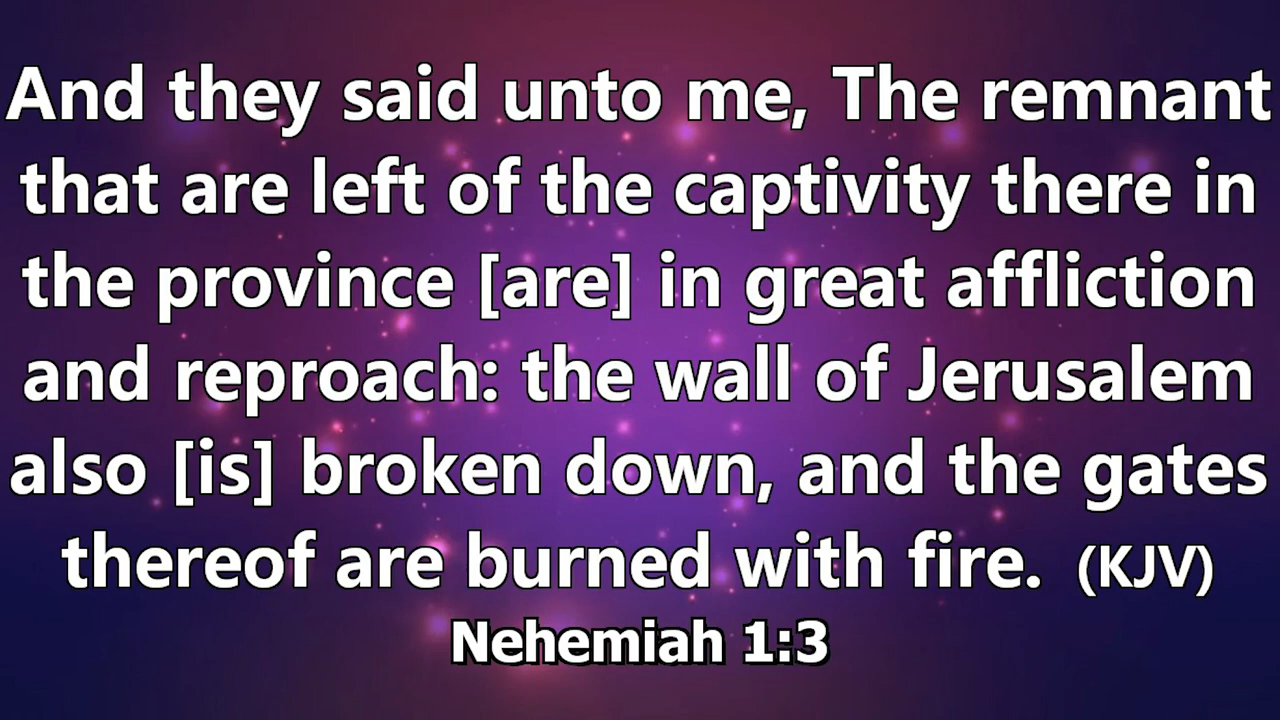 And they said unto me, The remnant
that are left of the captivity there in
the province [are] in great affliction
and reproach: the wall of Jerusalem
also [is] broken down, and the gates
thereof are burned with fire. (KJV)
Nehemiah 1:3